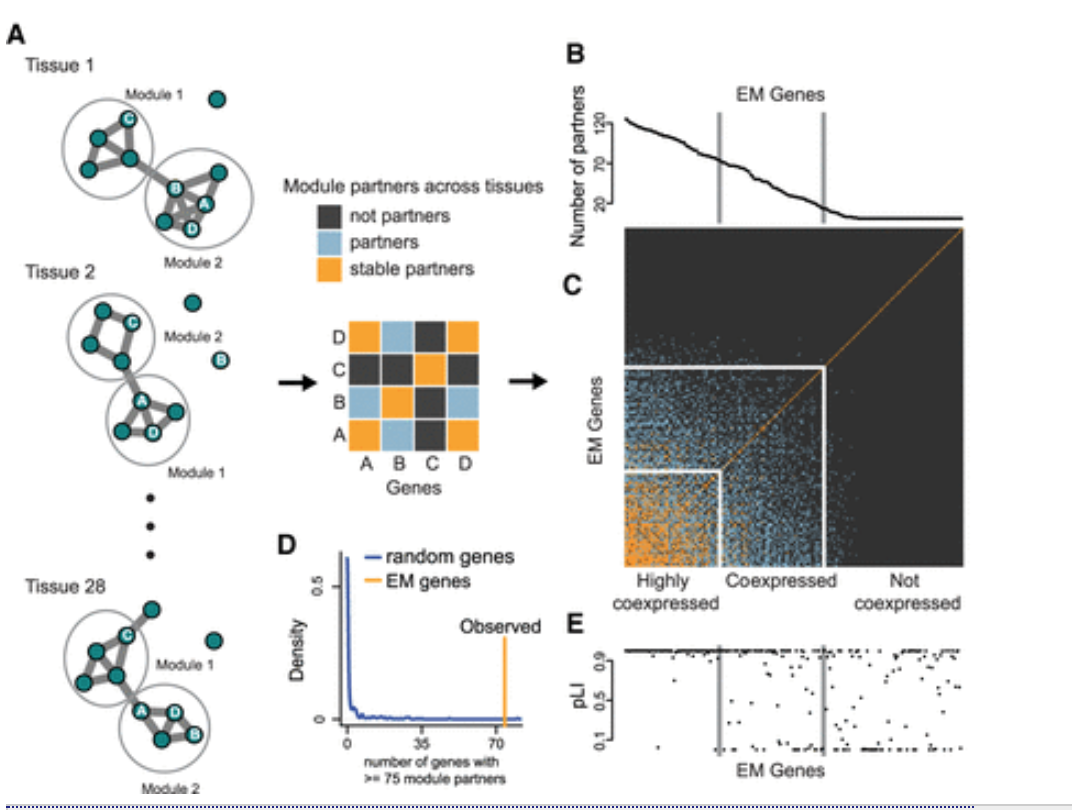 A
Tissue 1
Module 1
C
B
A
D
Module 2
Tissue 2
C
Module 2
B
A
D
Module 1
Tissue 28
C
Module 1
A
D
B
Module 2
Module partners across tissues
not partners
partners
stable partners
D
C
B
A
A B C D
Genes
B
EM Genes
Number of partners
120
70
20
C
EM Genes
Highly
coexpressed
Coexpressed
Not
coexpressed
D
random genes
EM genes
Observed
Density
0.5
0
0 35 70
number of genes with
>= 75 module partners
E
pLI
0.9
0.5
0.1
EM Genes